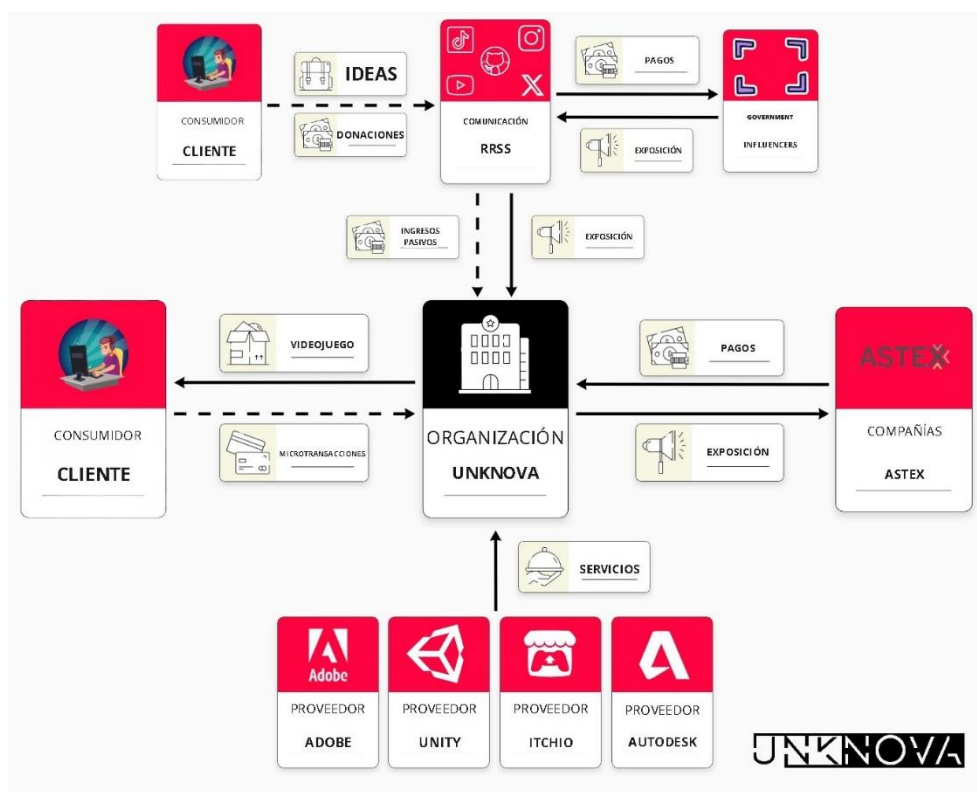 IDEAS
PAGOS
CONSUMIDOR
CLIENTE
DONACIONES
COMUNICACIÓN
RRSS
EXPOSICIÓN
GOVERNMENT
INFLUENCERS
INGRESOS
PASIVOS
EXPOSICIÓN
VIDEOJUEGO
PAGOS
ASTEX
CONSUMIDOR
CLIENTE
MICROTRANSACCIONES
ORGANIZACIÓN
UNKNOVA
EXPOSICIÓN
COMPAÑÍAS
ASTEX
SERVICIOS
Adobe
PROVEEDOR
ADOBE
PROVEEDOR
UNITY
PROVEEDOR
ITCHIO
PROVEEDOR
AUTODESK
UNKNOVA